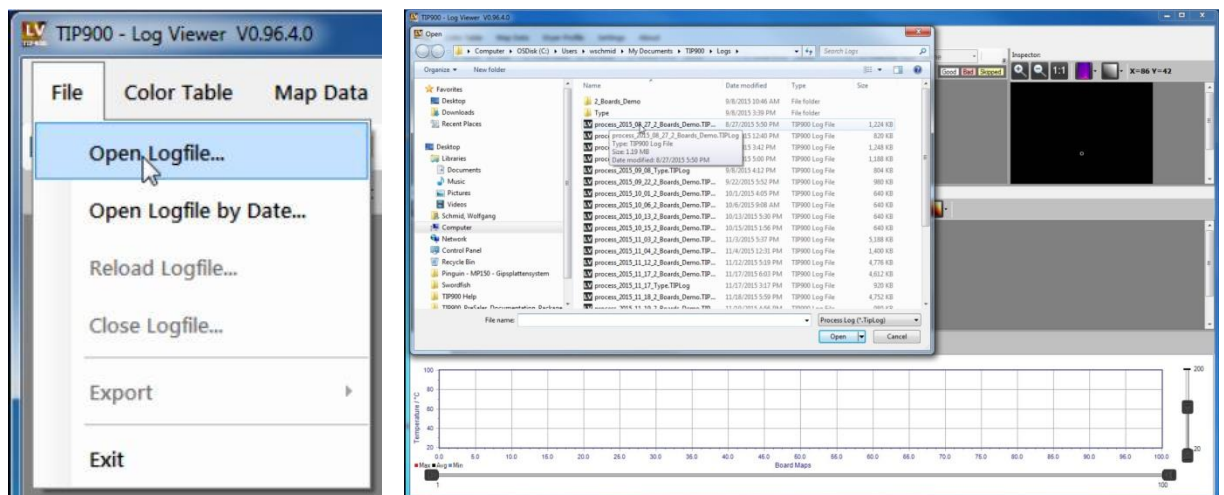 TIP900 - Log Viewer V0.96.4.0
File Color Table Map Data
Open Logfile...
Open Logfile by Date...
Reload Logfile...
Close Logfile...
Export
Exit
TIP900 - Log Viewer V0.96.4.0
Open
Computer OSDisk (C:) Users wschmid My Documents TIP900 Logs
Search Logs
Organize New folder
Name Date modified Type Size
Favorites
Desktop
Downloads
Recent Places
Desktop
Libraries
Documents
Music
Pictures
Videos
Schmid, Wolfgang
Computer
Network
Control Panel
Recycle Bin
Pinguin - MP150 - Gipsplattensystem
Swordfish
TIP900 Help
TIP900 PreSales Documentation Package
2_Boards_Demo 9/8/2015 10:46 AM File folder
Type 9/8/2015 3:39 PM File folder
process_2015_08_27_2_Boards_Demo.TIP... 8/27/2015 5:50 PM TIP900 Log File 1,224 KB
TIP900 Log File 820 KB
TIP900 Log File 1,248 KB
TIP900 Log File 1,188 KB
process_2015_08_27_2_Boards_Demo.TIPLog
Type: TIP900 Log File
Size: 1.19 MB
Date modified: 8/27/2015 5:50 PM
process_2015_09_08_Type.TIPLog 9/8/2015 4:12 PM TIP900 Log File 804 KB
process_2015_09_22_2_Boards_Demo.TIP... 9/22/2015 5:52 PM TIP900 Log File 980 KB
process_2015_10_01_2_Boards_Demo.TIP... 10/1/2015 4:05 PM TIP900 Log File 640 KB
process_2015_10_06_2_Boards_Demo.TIP... 10/6/2015 9:08 AM TIP900 Log File 640 KB
process_2015_10_13_2_Boards_Demo.TIP... 10/13/2015 5:30 PM TIP900 Log File 640 KB
process_2015_10_15_2_Boards_Demo.TIP... 10/15/2015 1:56 PM TIP900 Log File 640 KB
process_2015_11_03_2_Boards_Demo.TIP... 11/3/2015 5:37 PM TIP900 Log File 5,188 KB
process_2015_11_04_2_Boards_Demo.TIP... 11/4/2015 12:31 PM TIP900 Log File 1,400 KB
process_2015_11_12_2_Boards_Demo.TIP... 11/12/2015 5:19 PM TIP900 Log File 4,776 KB
process_2015_11_17_2_Boards_Demo.TIP... 11/17/2015 6:03 PM TIP900 Log File 4,612 KB
process_2015_11_17_Type.TIPLog 11/17/2015 3:17 PM TIP900 Log File 920 KB
process_2015_11_18_2_Boards_Demo.TIP... 11/18/2015 5:59 PM TIP900 Log File 4,752 KB
File name: Process Log (*.TipLog)
Open Cancel
Inspection
Good Bad Skipped 1:1 X=86 Y=42
Temperature / °C
100
80
60
40
20
0.0 5.0 10.0 15.0 20.0 25.0 30.0 35.0 40.0 45.0 50.0 55.0 60.0 65.0 70.0 75.0 80.0 85.0 90.0 95.0 100.0
Max Avg Min
Board Maps
200
20
1 100